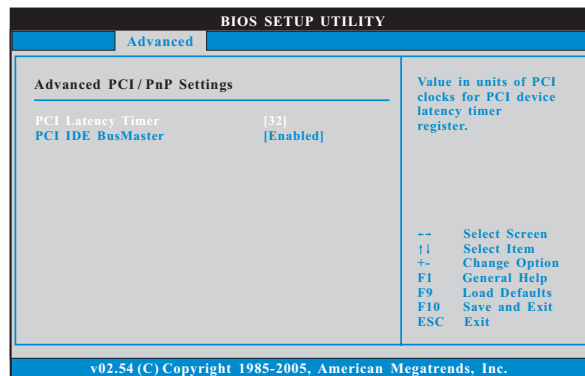 BIOS SETUP UTILITY
Advanced
Advanced PCI / PnP Settings
PCI Latency Timer [32]
PCI IDE BusMaster [Enabled]
Value in units of PCI
clocks for PCI device
latency timer
register.
←→ Select Screen
↑↓ Select Item
+- Change Option
F1 General Help
F9 Load Defaults
F10 Save and Exit
ESC Exit
v02.54 (C) Copyright 1985-2005, American Megatrends, Inc.